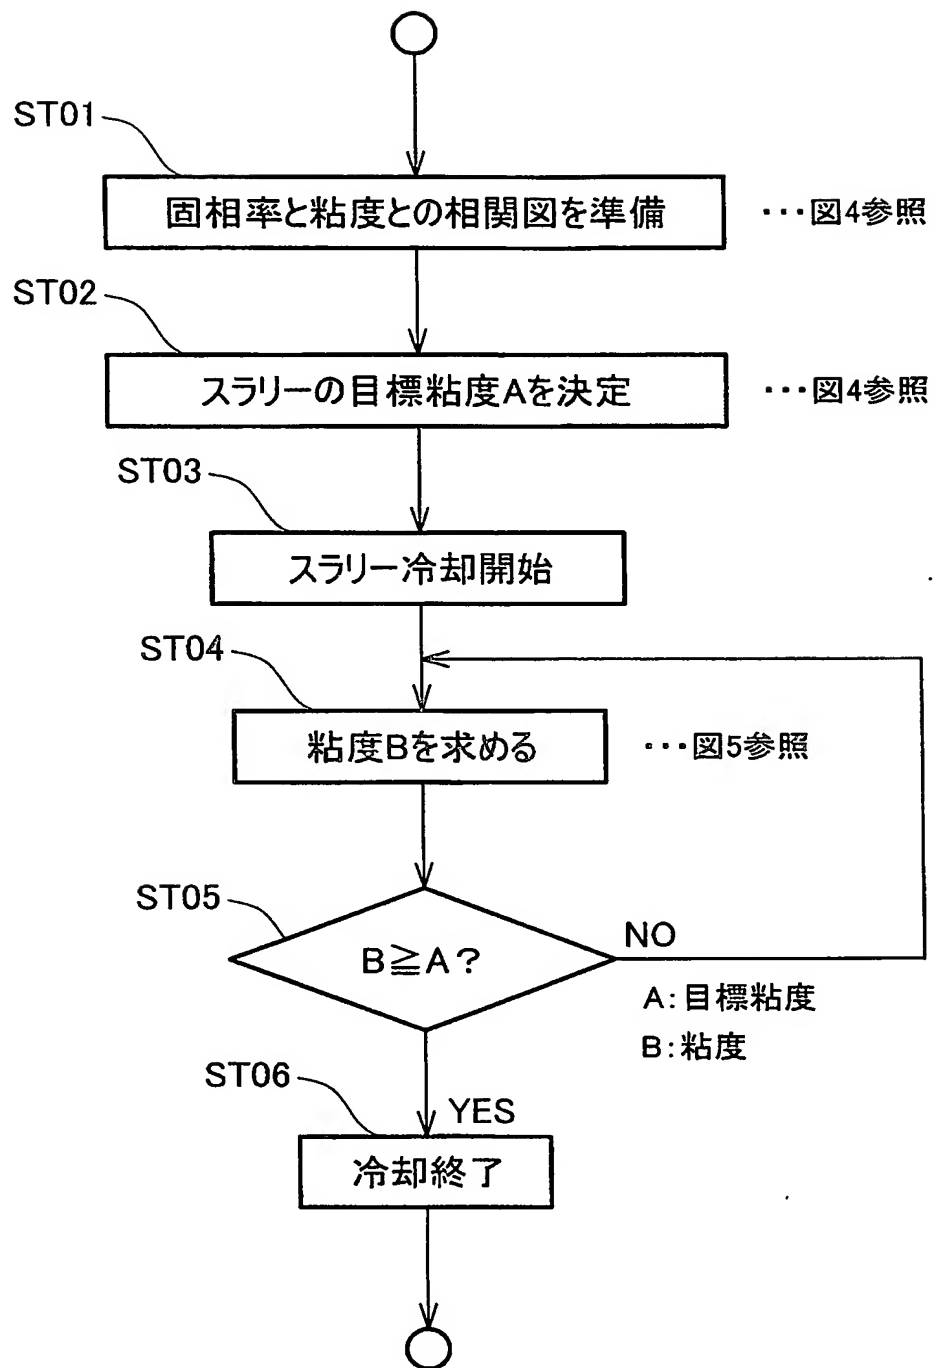 ST01
固相率と粘度との相関図を準備 ･･･図4参照
ST02
スラリーの目標粘度Aを決定 ･･･図4参照
ST03
スラリー冷却開始
ST04
粘度Bを求める ･･･図5参照
ST05
B≧A?
NO
A:目標粘度
B:粘度
ST06
YES
冷却終了